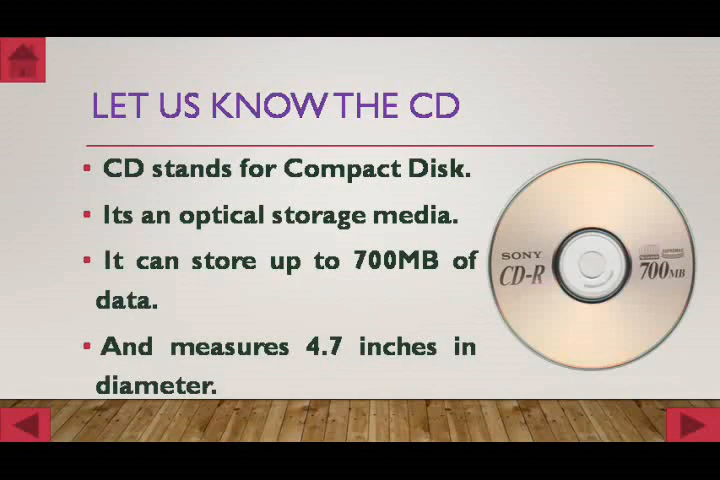 LET US KNOW THE CD
▪ CD stands for Compact Disk.
▪ Its an optical storage media.
▪ It can store up to 700MB of
data.
▪ And measures 4.7 inches in
diameter.
SONY
CD-R
700MB